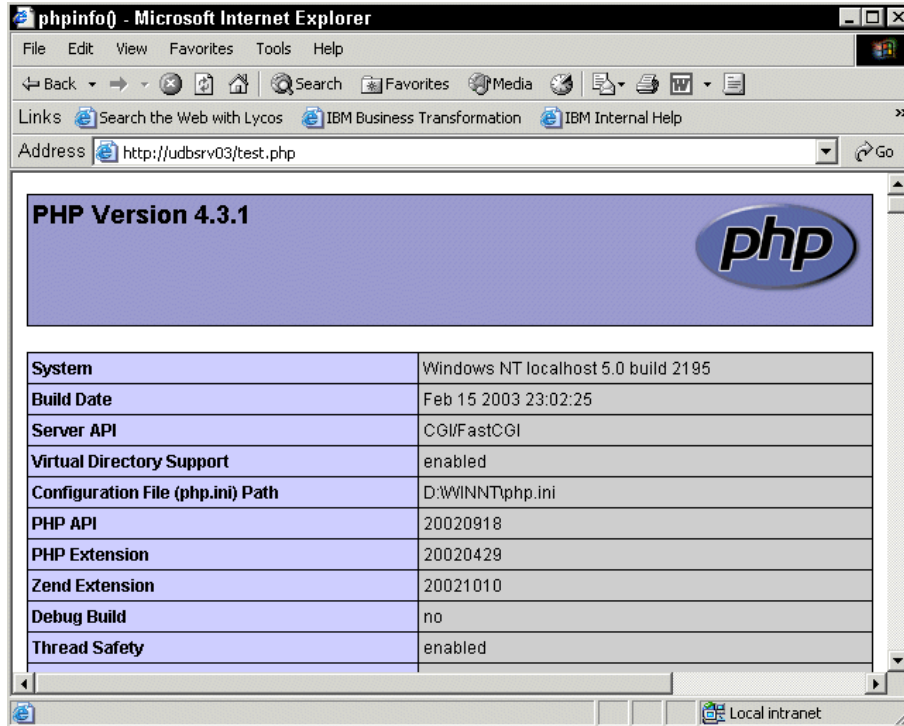 phpinfo() - Microsoft Internet Explorer
File Edit View Favorites Tools Help
Back Search Favorites Media
Links Search the Web with Lycos IBM Business Transformation IBM Internal Help
Address http://udbsrv03/test.php Go
PHP Version 4.3.1
php
System Windows NT localhost 5.0 build 2195
Build Date Feb 15 2003 23:02:25
Server API CGI/FastCGI
Virtual Directory Support enabled
Configuration File (php.ini) Path D:\WINNT\php.ini
PHP API 20020918
PHP Extension 20020429
Zend Extension 20021010
Debug Build no
Thread Safety enabled
Local intranet